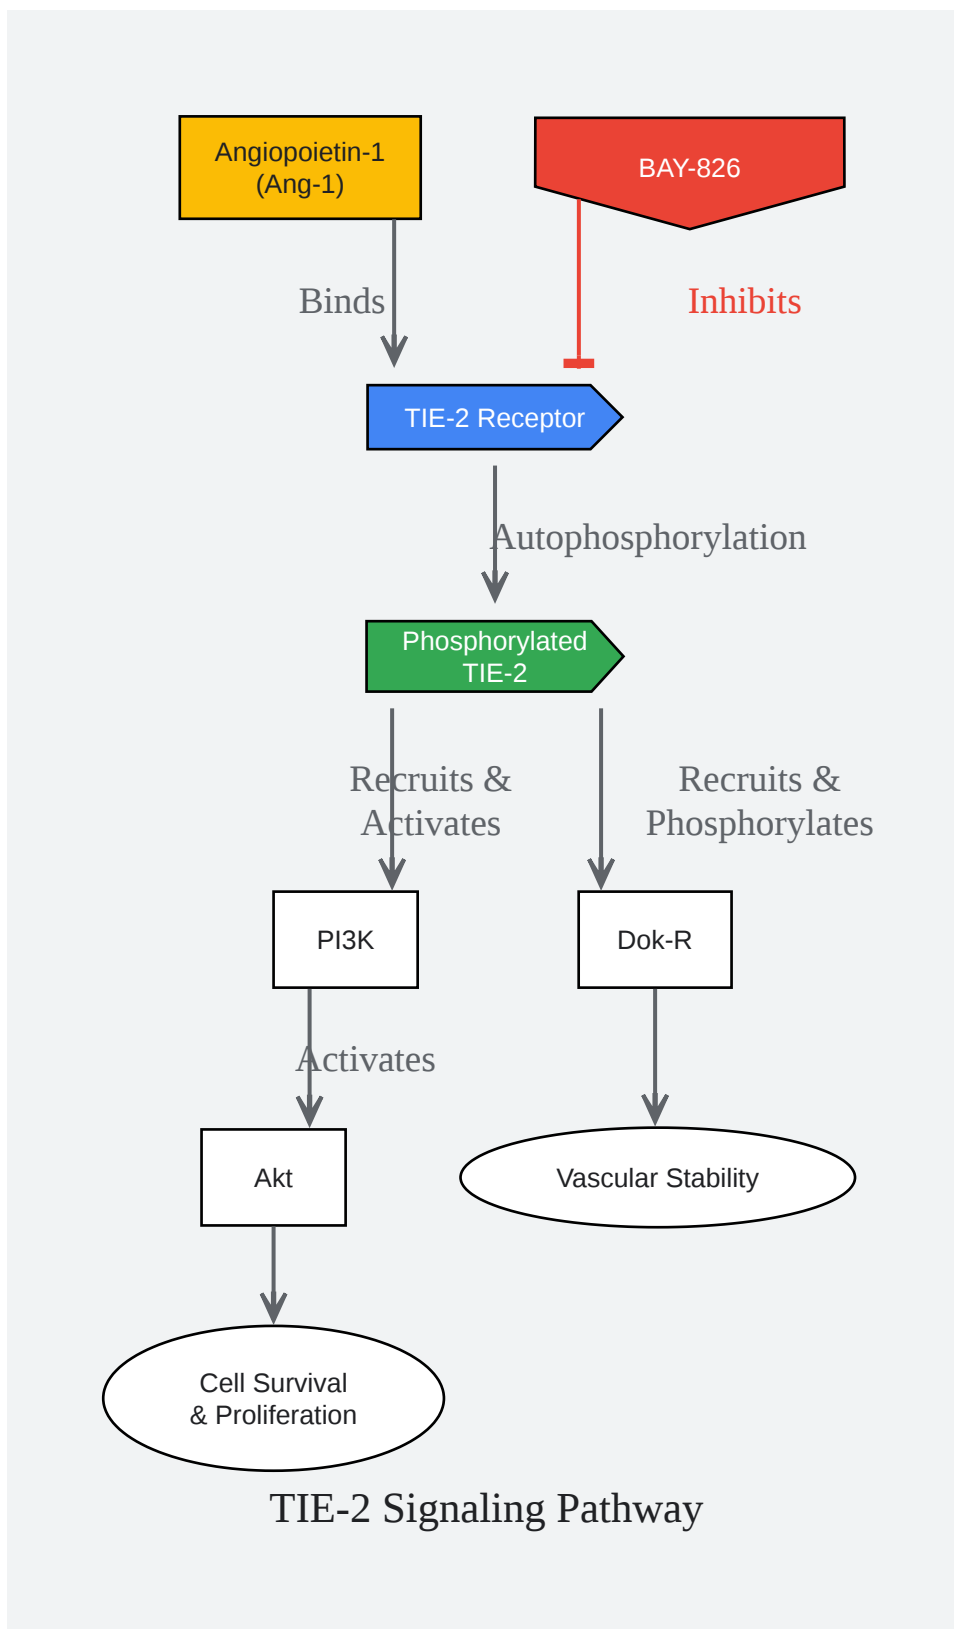 Angiopoietin-1
(Ang-1)
BAY-826
Binds
Inhibits
TIE-2 Receptor
Autophosphorylation
Phosphorylated
TIE-2
Recruits &
Activates
Recruits &
Phosphorylates
PI3K
Dok-R
Activates
Akt
Vascular Stability
Cell Survival
& Proliferation
TIE-2 Signaling Pathway